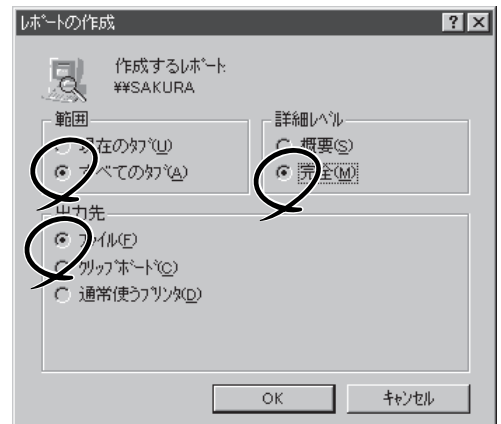 レポートの作成
作成するレポート:
¥¥SAKURA
範囲
現在のタブ(U)
すべてのタブ(A)
詳細レベル
概要(S)
完全(M)
出力先
ファイル(F)
クリップボード(C)
通常使うプリンタ(D)
OK
キャンセル